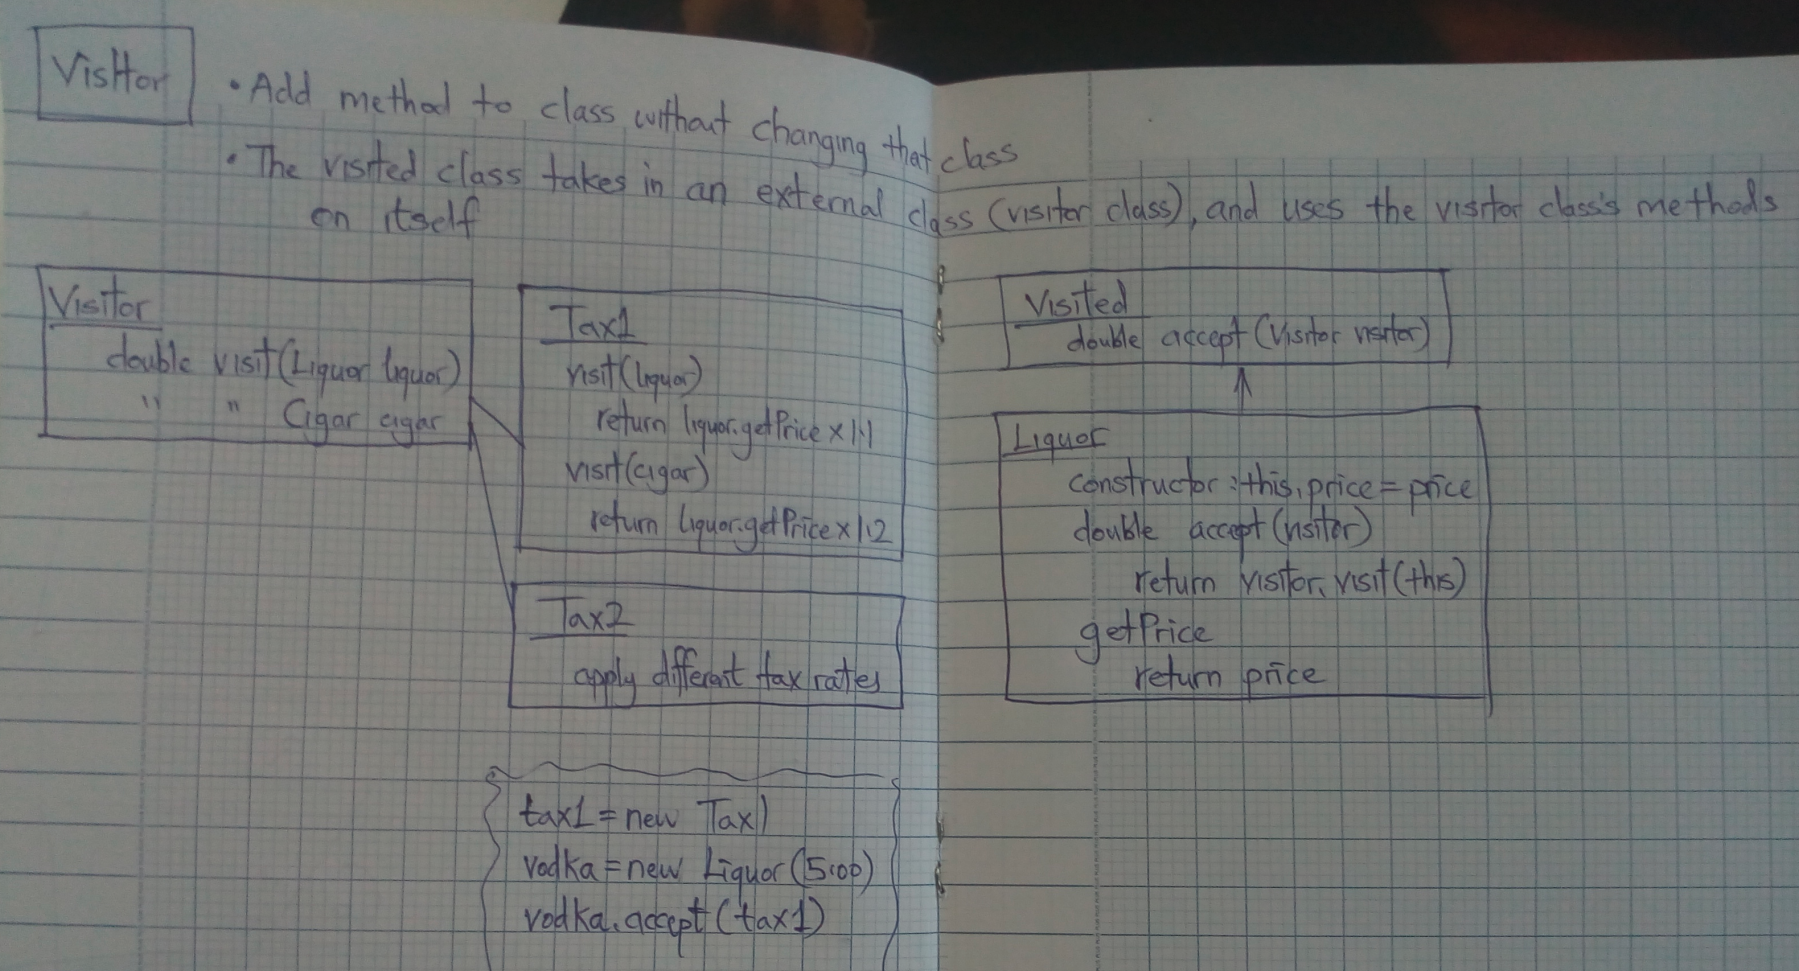 Visitor
• Add method to class without changing that class
• The visited class takes in an external class (visitor class), and uses the visitor class's methods
on itself
Visitor
double visit(Liquor liquor)
" " Cigar cigar
Tax1
visit(liquor)
return liquor.getPrice x 1.1
visit(cigar)
return liquor.getPrice x 1.2
Tax2
apply different tax rates
Visited
double accept(Visitor visitor)
Liquor
constructor: this.price = price
double accept(visitor)
return visitor.visit(this)
getPrice
return price
tax1 = new Tax1
vodka = new Liquor(5.00)
vodka.accept(tax1)